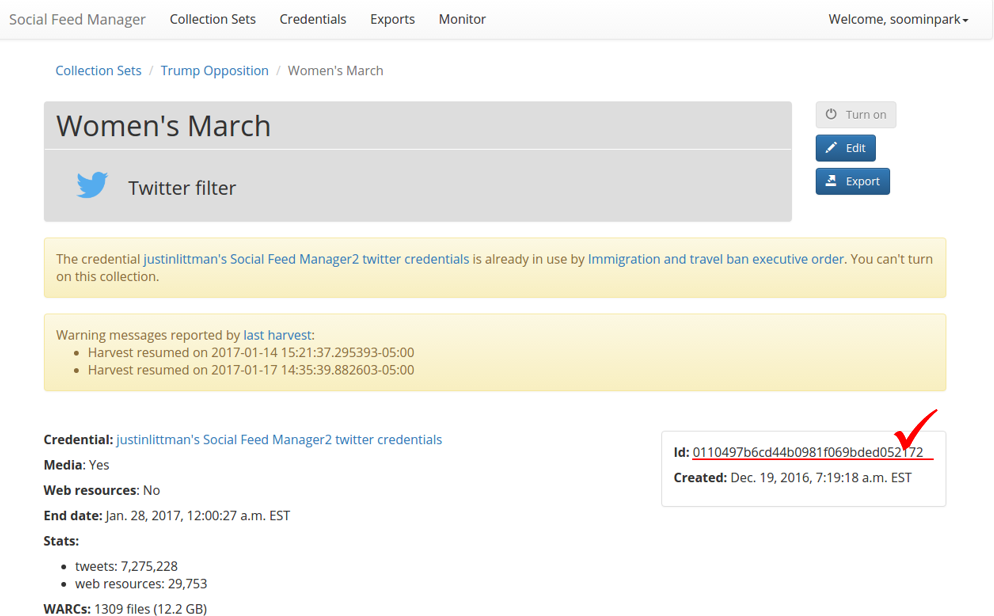 Social Feed Manager Collection Sets Credentials Exports Monitor Welcome, soominpark
Collection Sets / Trump Opposition / Women's March
Women's March
Turn on
Edit
Twitter filter
Export
The credential justinlittman's Social Feed Manager2 twitter credentials is already in use by Immigration and travel ban executive order. You can't turn
on this collection.
Warning messages reported by last harvest:
• Harvest resumed on 2017-01-14 15:21:37.295393-05:00
• Harvest resumed on 2017-01-17 14:35:39.882603-05:00
Credential: justinlittman's Social Feed Manager2 twitter credentials
Media: Yes
Web resources: No
End date: Jan. 28, 2017, 12:00:27 a.m. EST
Stats:
• tweets: 7,275,228
• web resources: 29,753
WARCs: 1309 files (12.2 GB)
Id: 0110497b6cd44b0981f069bded052172
Created: Dec. 19, 2016, 7:19:18 a.m. EST